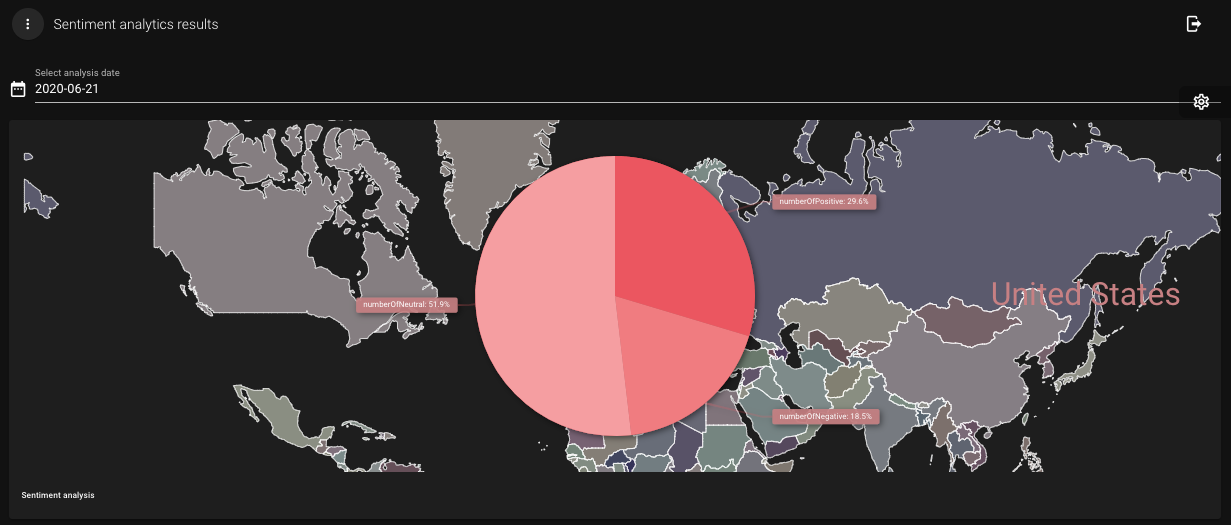 Sentiment analytics results
Select analysis date
2020-06-21
numberOfPositive: 29.6%
United States
numberOfNeutral: 51.9%
numberOfNegative: 18.5%
Sentiment analysis